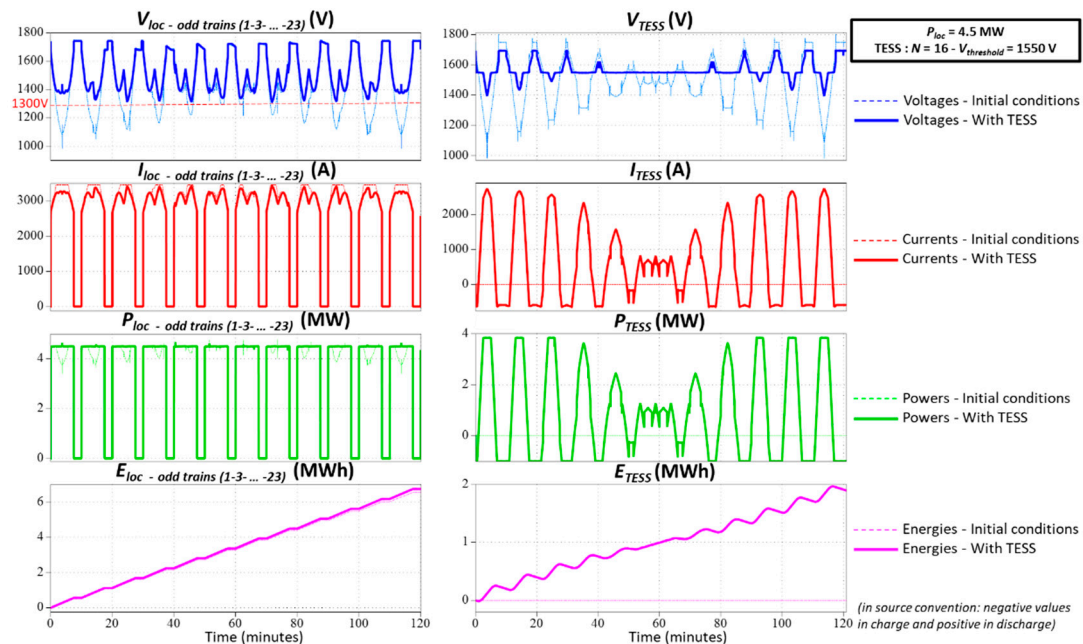 V_loc - odd trains (1-3- ... -23) (V)
1800
1600
1400
1300V
1200
1000
V_TESS (V)
1800
1600
1400
1200
1000
P_loc = 4.5 MW
TESS : N = 16 - V_threshold = 1550 V
Voltages - Initial conditions
Voltages - With TESS
I_loc - odd trains (1-3- ... -23) (A)
3000
2000
1000
0
I_TESS (A)
2000
1000
0
Currents - Initial conditions
Currents - With TESS
P_loc - odd trains (1-3- ... -23) (MW)
4
2
0
P_TESS (MW)
4
2
0
Powers - Initial conditions
Powers - With TESS
E_loc - odd trains (1-3- ... -23) (MWh)
6
4
2
0
0 20 40 60 80 100 120
Time (minutes)
E_TESS (MWh)
2
1
0
0 20 40 60 80 100 120
Time (minutes)
Energies - Initial conditions
Energies - With TESS
(in source convention: negative values
in charge and positive in discharge)